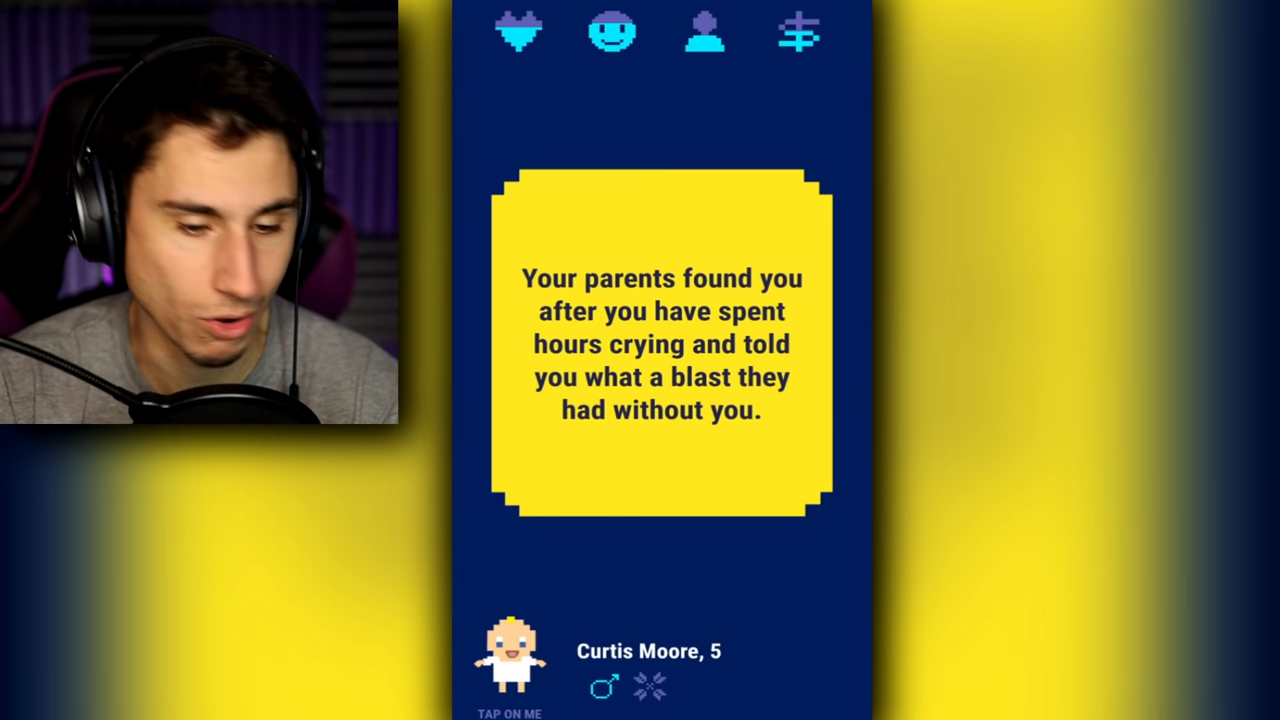 Your parents found you
after you have spent
hours crying and told
you what a blast they
had without you.
Curtis Moore, 5
TAP ON ME